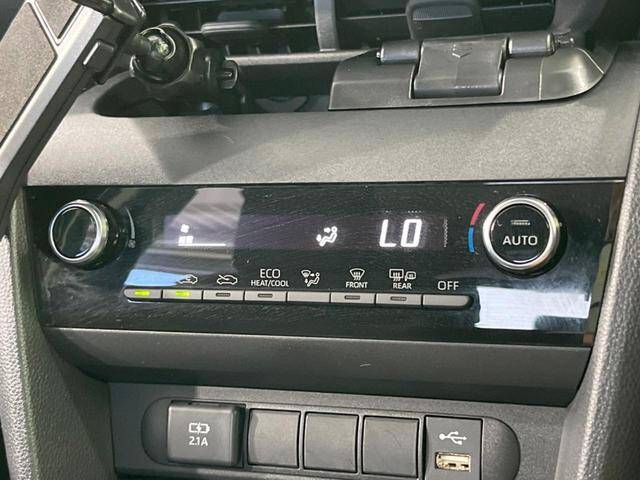 LO
AUTO
ECO
HEAT/COOL
FRONT
REAR
OFF
2.1A